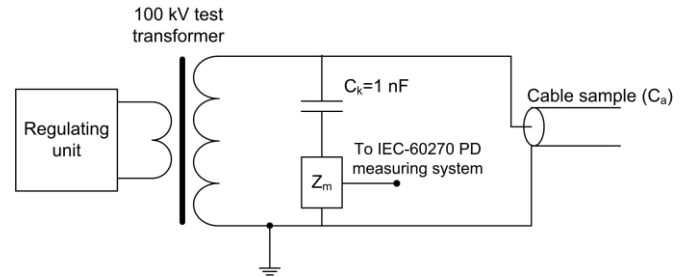 100 kV test
transformer
Cₖ=1 nF
Cable sample (Cₐ)
Regulating
unit
To IEC-60270 PD
measuring system
Zₘ